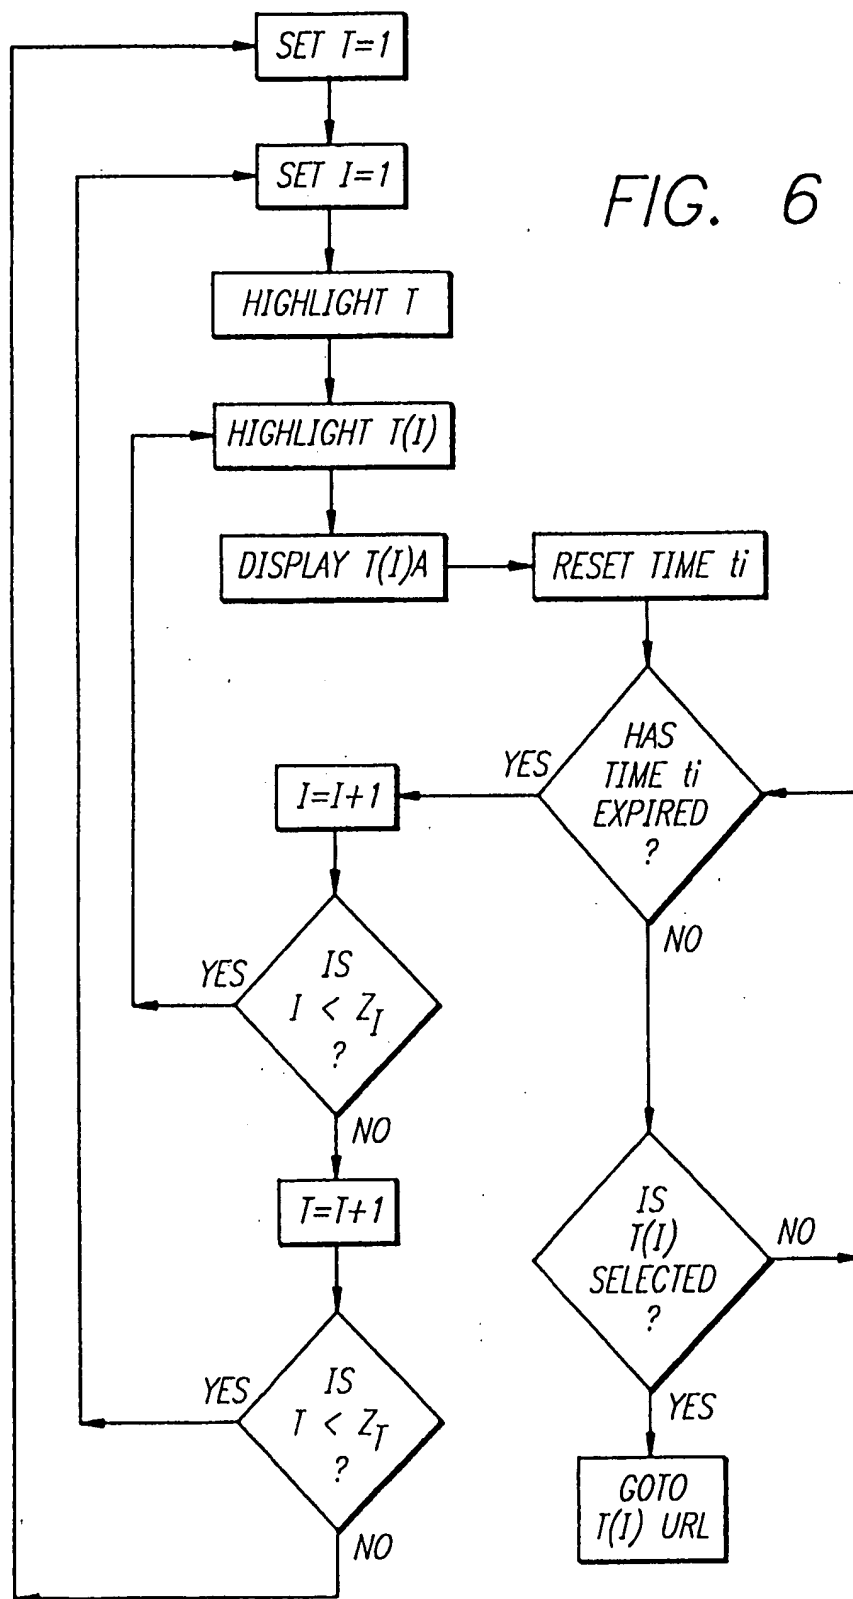 SET T=1
SET I=1
FIG. 6
HIGHLIGHT T
HIGHLIGHT T(I)
DISPLAY T(I)A
RESET TIME ti
HAS
TIME ti
EXPIRED
?
YES
NO
I=I+1
IS
I < Z_I
?
YES
NO
T=T+1
IS
T(I)
SELECTED
?
NO
YES
IS
T < Z_T
?
YES
NO
GOTO
T(I) URL